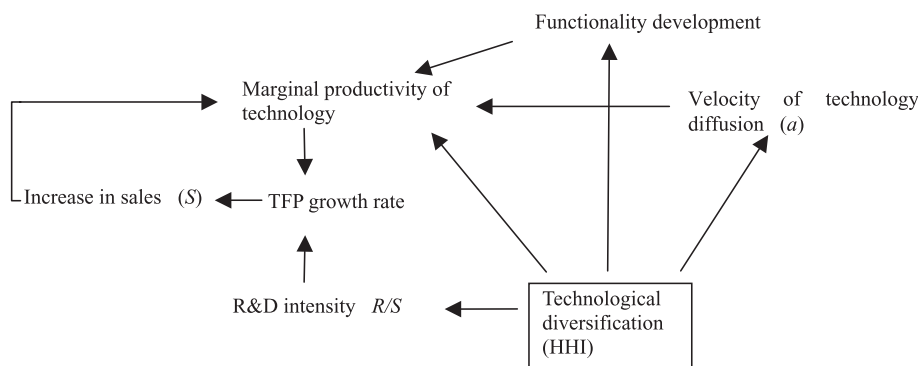 Functionality development
Marginal productivity of
technology
Velocity of technology
diffusion (a)
Increase in sales (S)
TFP growth rate
R&D intensity R/S
Technological
diversification
(HHI)